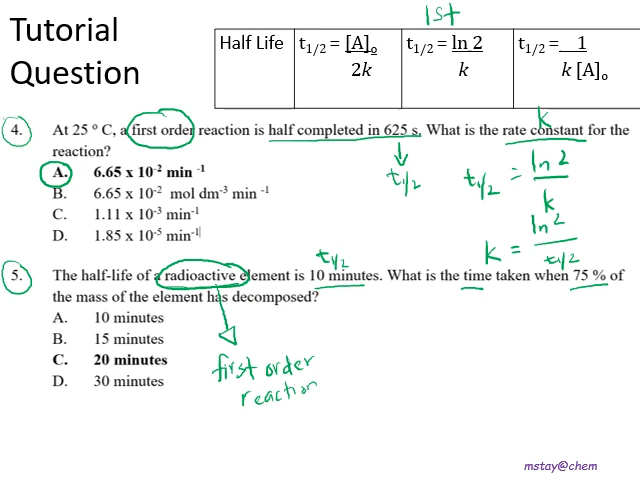 Tutorial
Question
1st
Half Life t1/2 = [A]o t1/2 = ln 2 t1/2 = 1
2k k k [A]o
4. At 25 ° C, a first order reaction is half completed in 625 s. What is the rate constant for the
k
reaction?
A. 6.65 x 10-2 min -1
B. 6.65 x 10-2 mol dm-3 min -1
C. 1.11 x 10-3 min-1
D. 1.85 x 10-5 min-1
t1/2
t1/2 = ln 2
k
k = ln 2
t1/2
t1/2
5. The half-life of a radioactive element is 10 minutes. What is the time taken when 75 % of
the mass of the element has decomposed?
A. 10 minutes
B. 15 minutes
C. 20 minutes
D. 30 minutes
first order
reaction
mstay@chem